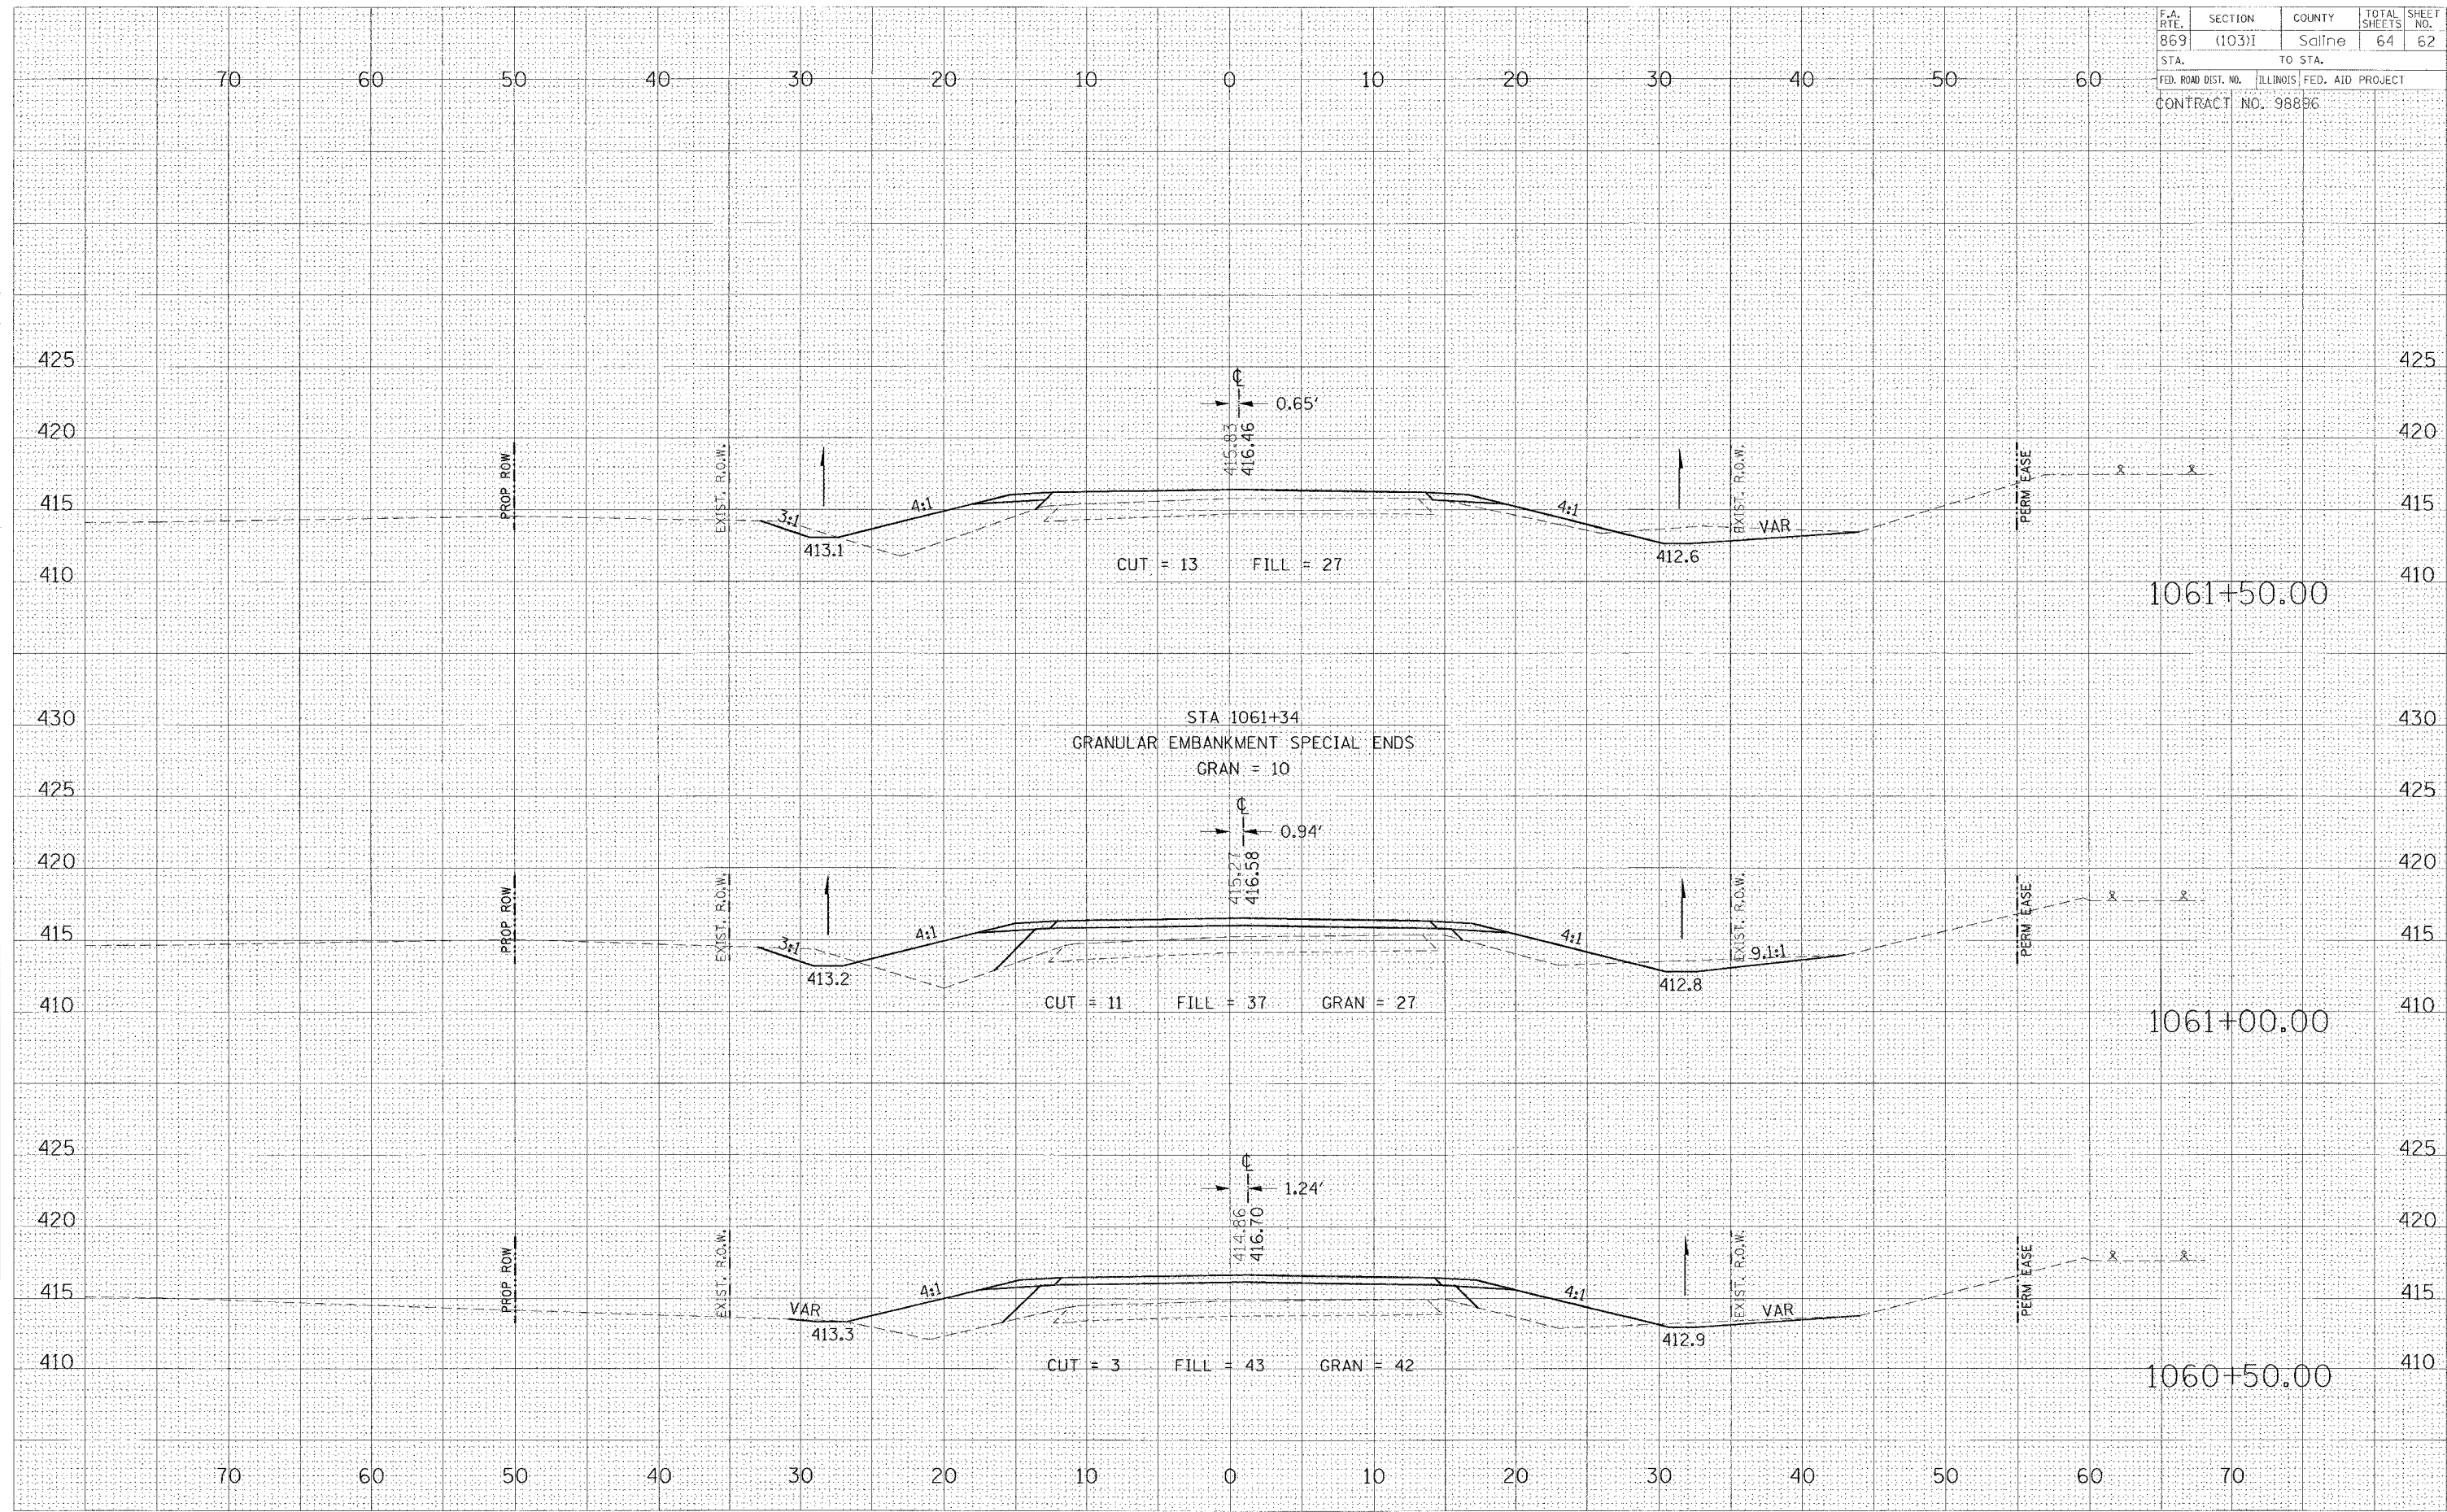 F.A. RTE. SECTION COUNTY TOTAL SHEETS SHEET NO.
869 (103)I Saline 64 62
STA. TO STA.
FED. ROAD DIST. NO. ILLINOIS FED. AID PROJECT
CONTRACT NO. 98896
70 60 50 40 30 20 10 0 10 20 30 40 50 60
425 425
℄
0.65'
420 420
PROP ROW
EXIST. R.O.W.
415.83
416.46
EXIST. R.O.W.
PERM EASE
415 415
3:1 4:1 4:1 VAR
413.1 412.6
CUT = 13 FILL = 27
410 410
1061+50.00
430 430
STA 1061+34
GRANULAR EMBANKMENT SPECIAL ENDS
GRAN = 10
425 425
℄
0.94'
420 420
PROP ROW
EXIST. R.O.W.
415.27
416.58
EXIST. R.O.W.
PERM EASE
415 415
3:1 4:1 4:1 9.1:1
413.2 412.8
CUT = 11 FILL = 37 GRAN = 27
410 410
1061+00.00
425 425
℄
1.24'
420 420
PROP ROW
EXIST. R.O.W.
414.86
416.70
EXIST. R.O.W.
PERM EASE
415 415
VAR 4:1 4:1 VAR
413.3 412.9
CUT = 3 FILL = 43 GRAN = 42
410 410
1060+50.00
70 60 50 40 30 20 10 0 10 20 30 40 50 60 70